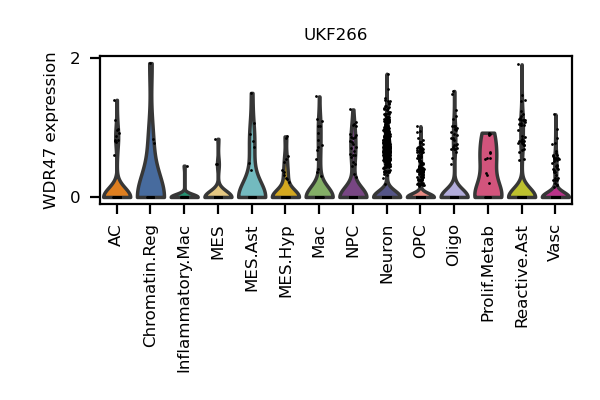 UKF266
WDR47 expression
2
0
AC
Chromatin.Reg
Inflammatory.Mac
MES
MES.Ast
MES.Hyp
Mac
NPC
Neuron
OPC
Oligo
Prolif.Metab
Reactive.Ast
Vasc